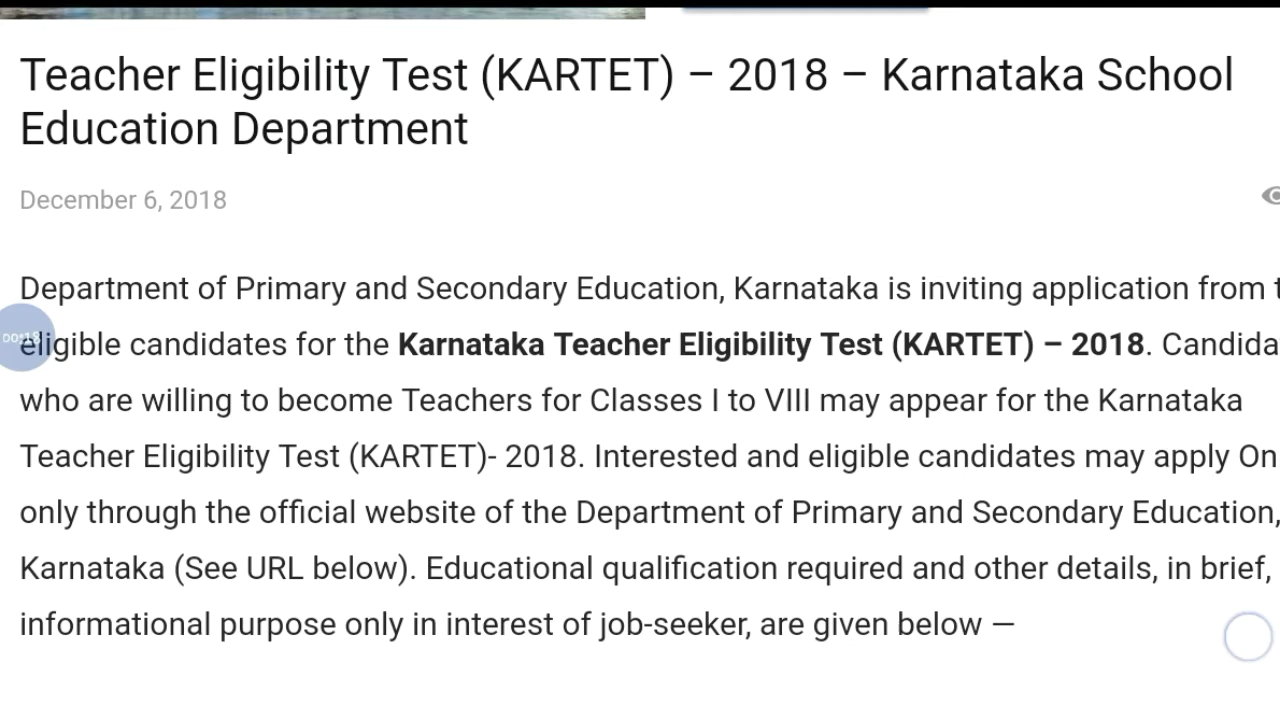 Teacher Eligibility Test (KARTET) – 2018 – Karnataka School
Education Department
December 6, 2018
Department of Primary and Secondary Education, Karnataka is inviting application from t
00:18
eligible candidates for the Karnataka Teacher Eligibility Test (KARTET) – 2018. Candida
who are willing to become Teachers for Classes I to VIII may appear for the Karnataka
Teacher Eligibility Test (KARTET)- 2018. Interested and eligible candidates may apply On
only through the official website of the Department of Primary and Secondary Education,
Karnataka (See URL below). Educational qualification required and other details, in brief,
informational purpose only in interest of job-seeker, are given below —